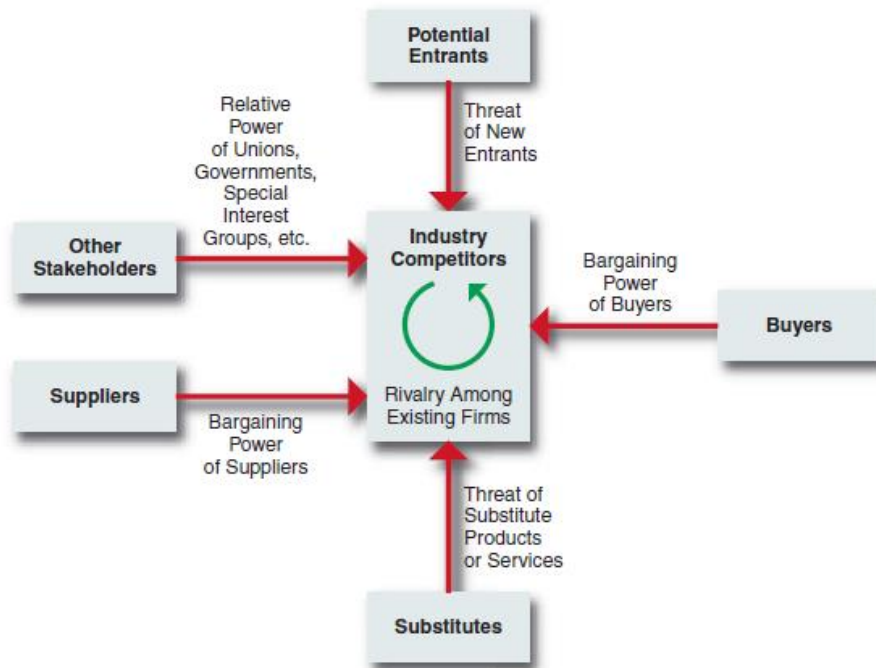 Potential
Entrants
Threat
of New
Entrants
Relative
Power
of Unions,
Governments,
Special
Interest
Groups, etc.
Other
Stakeholders
Industry
Competitors
Rivalry Among
Existing Firms
Bargaining
Power
of Buyers
Buyers
Suppliers
Bargaining
Power
of Suppliers
Threat of
Substitute
Products
or Services
Substitutes